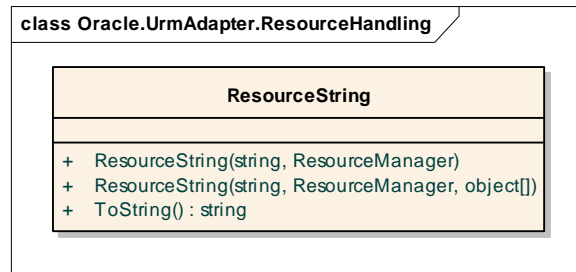 class Oracle.UrmAdapter.ResourceHandling
ResourceString
+ ResourceString(string, ResourceManager)
+ ResourceString(string, ResourceManager, object[])
+ ToString() : string